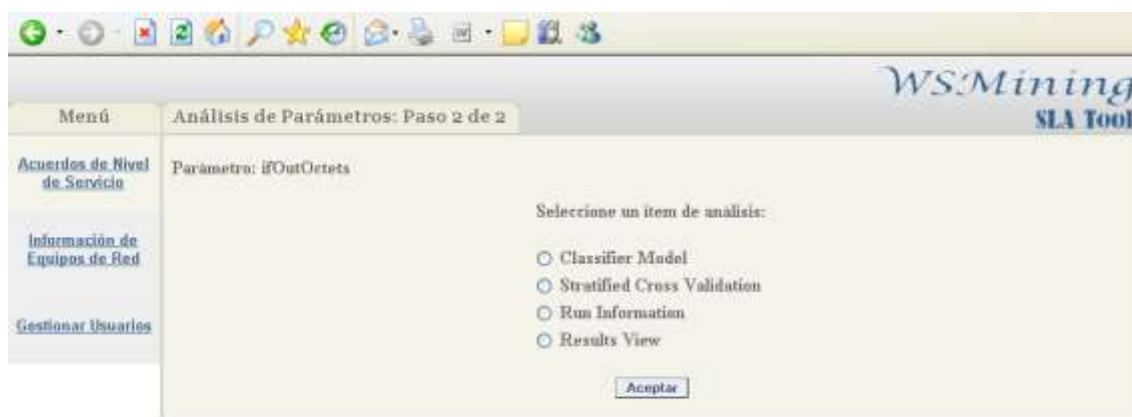 WS:Mining
SLA Tool
Menú
Análisis de Parámetros: Paso 2 de 2
Acuerdos de Nivel
de Servicio
Información de
Equipos de Red
Gestionar Usuarios
Parámetro: ifOutOctets
Seleccione un item de análisis:
Classifier Model
Stratified Cross Validation
Run Information
Results View
Aceptar